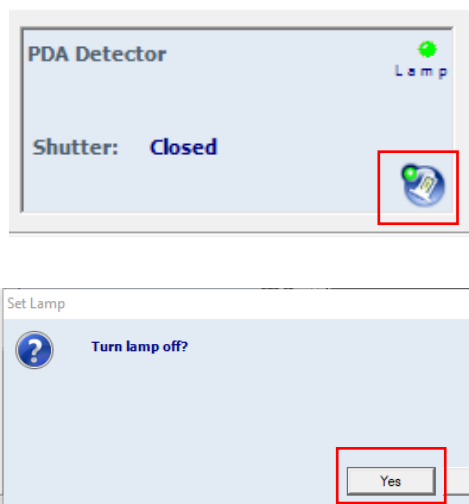 PDA Detector
Lamp
Shutter: Closed
Set Lamp
Turn lamp off?
Yes